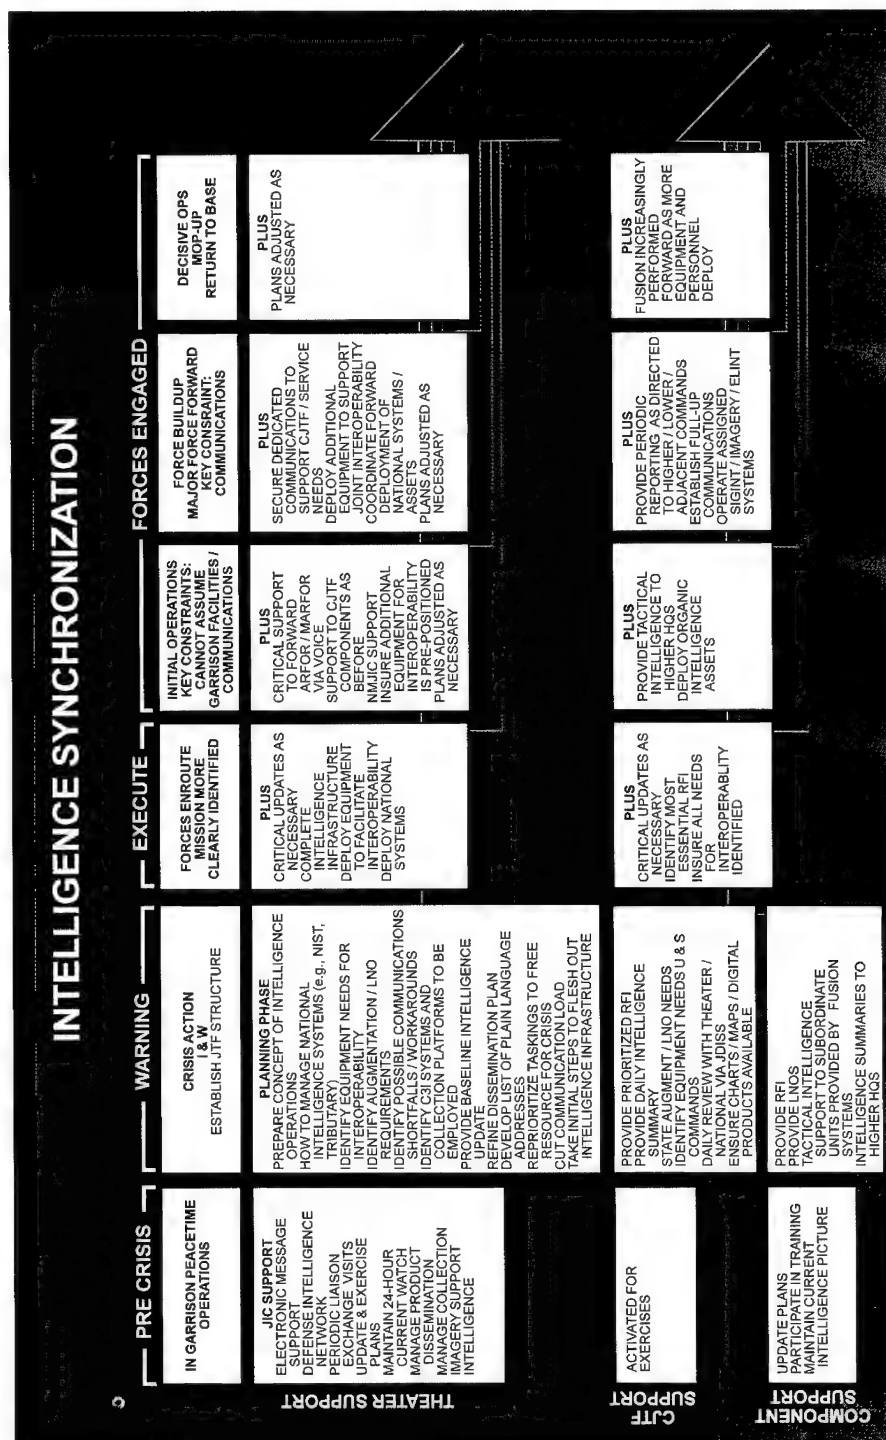 INTELLIGENCE SYNCHRONIZATION
PRE CRISIS
WARNING
EXECUTE
FORCES ENGAGED
IN GARRISON PEACETIME
OPERATIONS
CRISIS ACTION
I & W
ESTABLISH JTF STRUCTURE
FORCES ENROUTE
MISSION MORE
CLEARLY IDENTIFIED
INITIAL OPERATIONS
KEY CONSTRAINTS:
CANNOT ASSUME
GARRISON FACILITIES /
COMMUNICATIONS
FORCE BUILDUP
MAJOR FORCE FORWARD
KEY CONSRAINT:
COMMUNICATIONS
DECISIVE OPS
MOP-UP
RETURN TO BASE
THEATER SUPPORT
JIC SUPPORT
ELECTRONIC MESSAGE
SUPPORT
DEFENSE INTELLIGENCE
NETWORK
PERIODIC LIAISON
EXCHANGE VISITS
UPDATE & EXERCISE
PLANS
MAINTAIN 24-HOUR
CURRENT WATCH
MANAGE PRODUCT
DISSEMINATION
MANAGE COLLECTION
IMAGERY SUPPORT
INTELLIGENCE
PLANNING PHASE
PREPARE CONCEPT OF INTELLIGENCE
OPERATIONS
HOW TO MANAGE NATIONAL
INTELLIGENCE SYSTEMS (e.g., NIST,
TRIBUTARY)
IDENTIFY EQUIPMENT NEEDS FOR
INTEROPERABILITY
IDENTIFY AUGMENTATION / LNO
REQUIREMENTS
IDENTIFY POSSIBLE COMMUNICATIONS
SHORTFALLS / WORKAROUNDS
IDENTIFY C3I SYSTEMS AND
COLLECTION PLATFORMS TO BE
EMPLOYED
PROVIDE BASELINE INTELLIGENCE
UPDATE
REFINE DISSEMINATION PLAN
DEVELOP LIST OF PLAIN LANGUAGE
ADDRESSES
REPRIORITIZE TASKINGS TO FREE
RESOURCE FOR CRISIS
CUT COMMUNICATION LOAD
TAKE INITIAL STEPS TO FLESH OUT
INTELLIGENCE INFRASTRUCTURE
PLUS
CRITICAL UPDATES AS
NECESSARY
COMPLETE
INTELLIGENCE
INFRASTRUCTURE
DEPLOY EQUIPMENT
TO FACILITATE
INTEROPERABILITY
DEPLOY NATIONAL
SYSTEMS
PLUS
CRITICAL SUPPORT
TO FORWARD
ARFOR / MARFOR
VIA VOICE
SUPPORT TO CJTF
COMPONENTS AS
BEFORE
NMJIC SUPPORT
INSURE ADDITIONAL
EQUIPMENT FOR
INTEROPERABILITY
IS PRE-POSITIONED
PLANS ADJUSTED AS
NECESSARY
PLUS
SECURE DEDICATED
COMMUNICATIONS TO
SUPPORT CJTF / SERVICE
NEEDS
DEPLOY ADDITIONAL
EQUIPMENT TO SUPPORT
JOINT INTEROPERABILITY
COORDINATE FORWARD
DEPLOYMENT OF
NATIONAL SYSTEMS /
ASSETS
PLANS ADJUSTED AS
NECESSARY
PLUS
PLANS ADJUSTED AS
NECESSARY
CJTF
SUPPORT
ACTIVATED FOR
EXERCISES
PROVIDE PRIORITIZED RFI
PROVIDE DAILY INTELLIGENCE
SUMMARY
STATE AUGMENT / LNO NEEDS
IDENTIFY EQUIPMENT NEEDS U & S
COMMANDS
DAILY REVIEW WITH THEATER /
NATIONAL VIA JDISS
ENSURE CHARTS / MAPS / DIGITAL
PRODUCTS AVAILABLE
PLUS
CRITICAL UPDATES AS
NECESSARY
IDENTIFY MOST
ESSENTIAL RFI
INSURE ALL NEEDS
FOR
INTEROPERABLITY
IDENTIFIED
PLUS
PROVIDE TACTICAL
INTELLIGENCE TO
HIGHER HQS
DEPLOY ORGANIC
INTELLIGENCE
ASSETS
PLUS
PROVIDE PERIODIC
REPORTING AS DIRECTED
TO HIGHER / LOWER /
ADJACENT COMMANDS
ESTABLISH FULL-UP
COMMUNICATIONS
OPERATE ASSIGNED
SIGINT / IMAGERY / ELINT
SYSTEMS
PLUS
FUSION INCREASINGLY
PERFORMED
FORWARD AS MORE
EQUIPMENT AND
PERSONNEL
DEPLOY
COMPONENT
SUPPORT
UPDATE PLANS
PARTICIPATE IN TRAINING
MAINTAIN CURRENT
INTELLIGENCE PICTURE
PROVIDE RFI
PROVIDE LNOS
TACTICAL INTELLIGENCE
SUPPORT TO SUBORDINATE
UNITS PROVIDED BY FUSION
SYSTEMS
INTELLIGENCE SUMMARIES TO
HIGHER HQS